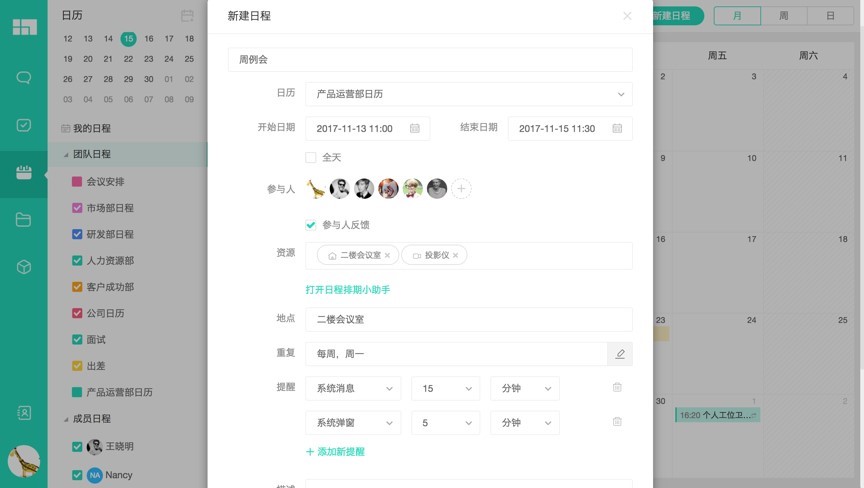 日历
12 13 14 15 16 17 18
19 20 21 22 23 24 25
26 27 28 29 30 01 02
03 04 05 06 07 08 09
我的日程
团队日程
会议安排
市场部日程
研发部日程
人力资源部
客户成功部
公司日历
面试
出差
产品运营部日历
成员日程
王晓明
NA Nancy
新建日程
周例会
日历 产品运营部日历
开始日期 2017-11-13 11:00 结束日期 2017-11-15 11:30
全天
参与人
参与人反馈
资源 二楼会议室 投影仪
打开日程排期小助手
地点 二楼会议室
重复 每周，周一
提醒 系统消息 15 分钟
系统弹窗 5 分钟
+ 添加新提醒
新建日程 月 周 日
周五 周六
2 3 4
9 10 11
16 17 18
23 24 25
30 1 2
16:20 个人工位卫...